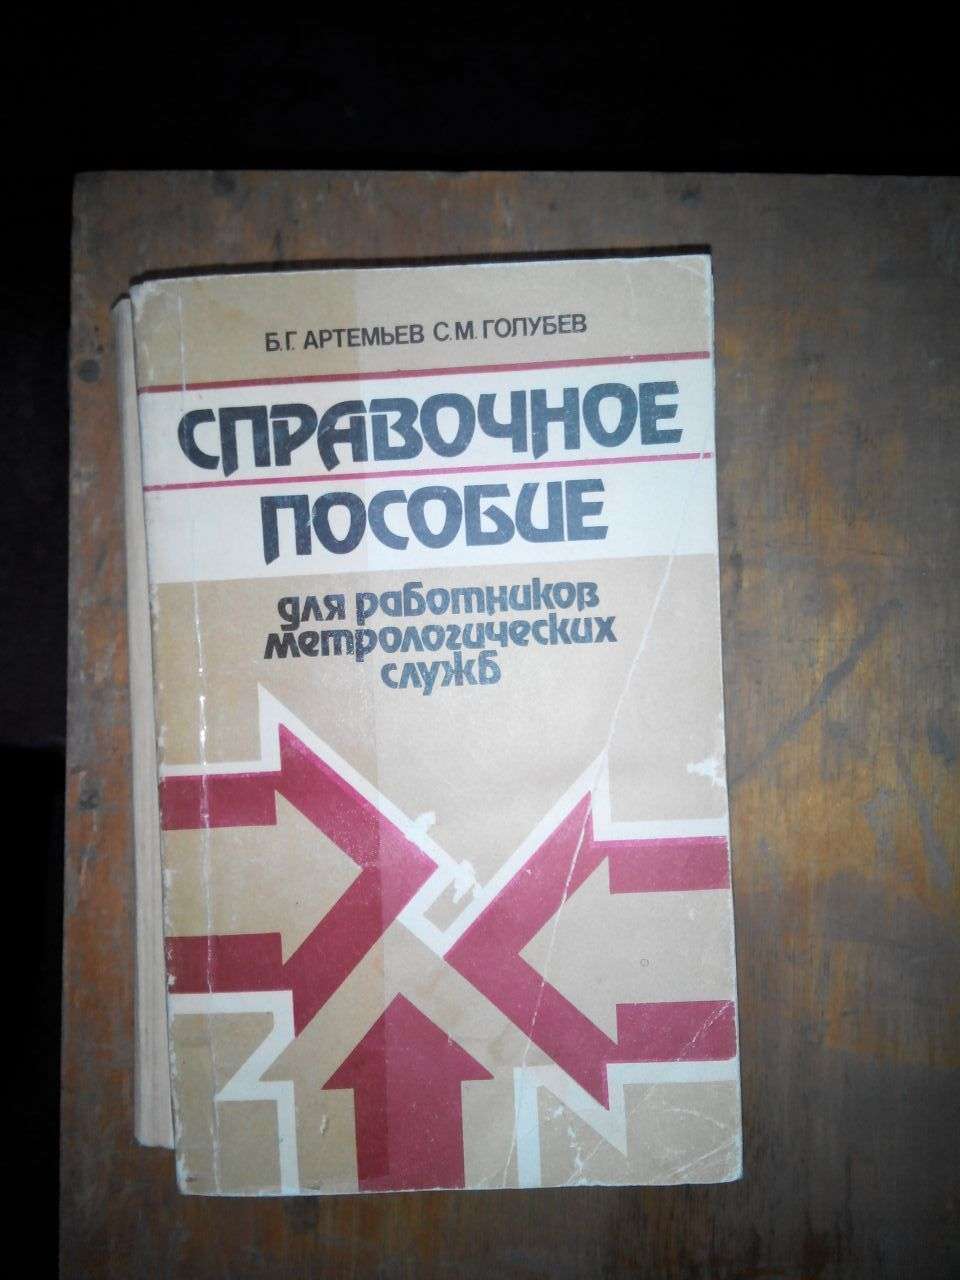 Б.Г. АРТЕМЬЕВ С.М. ГОЛУБЕВ
СПРАВОЧНОЕ
ПОСОБИЕ
для работников
метрологических
служб